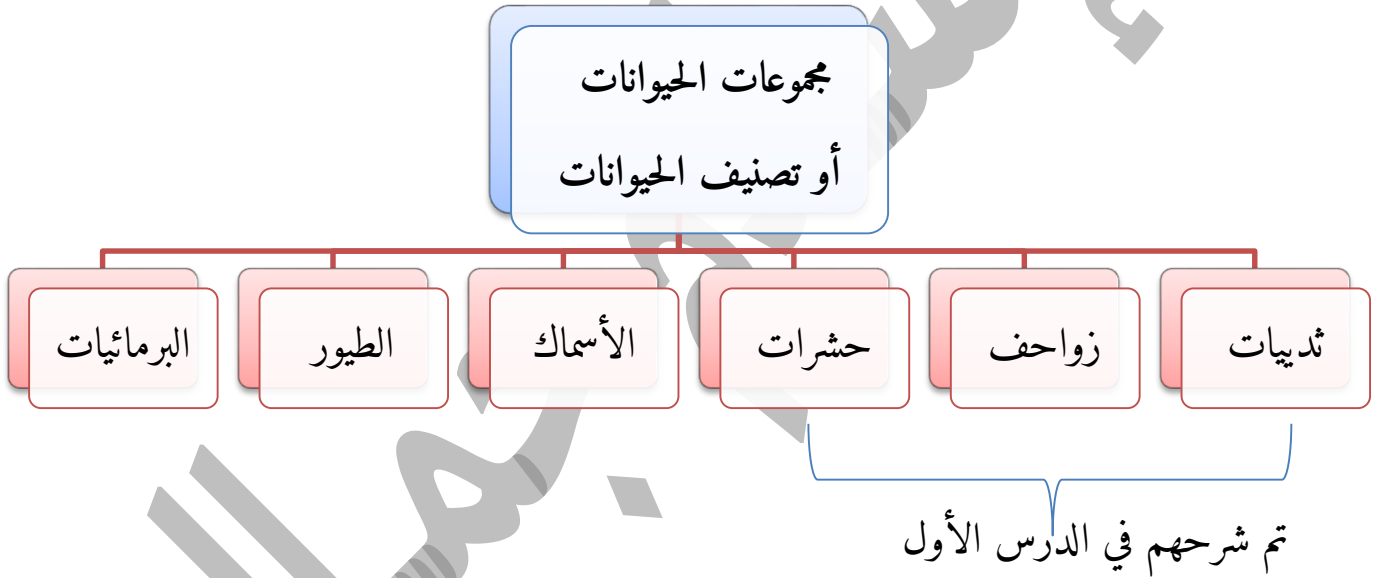 مجموعات الحيوانات
أو تصنيف الحيوانات
ثدييات
زواحف
حشرات
الأسماك
الطيور
البرمائيات
تم شرحهم في الدرس الأول